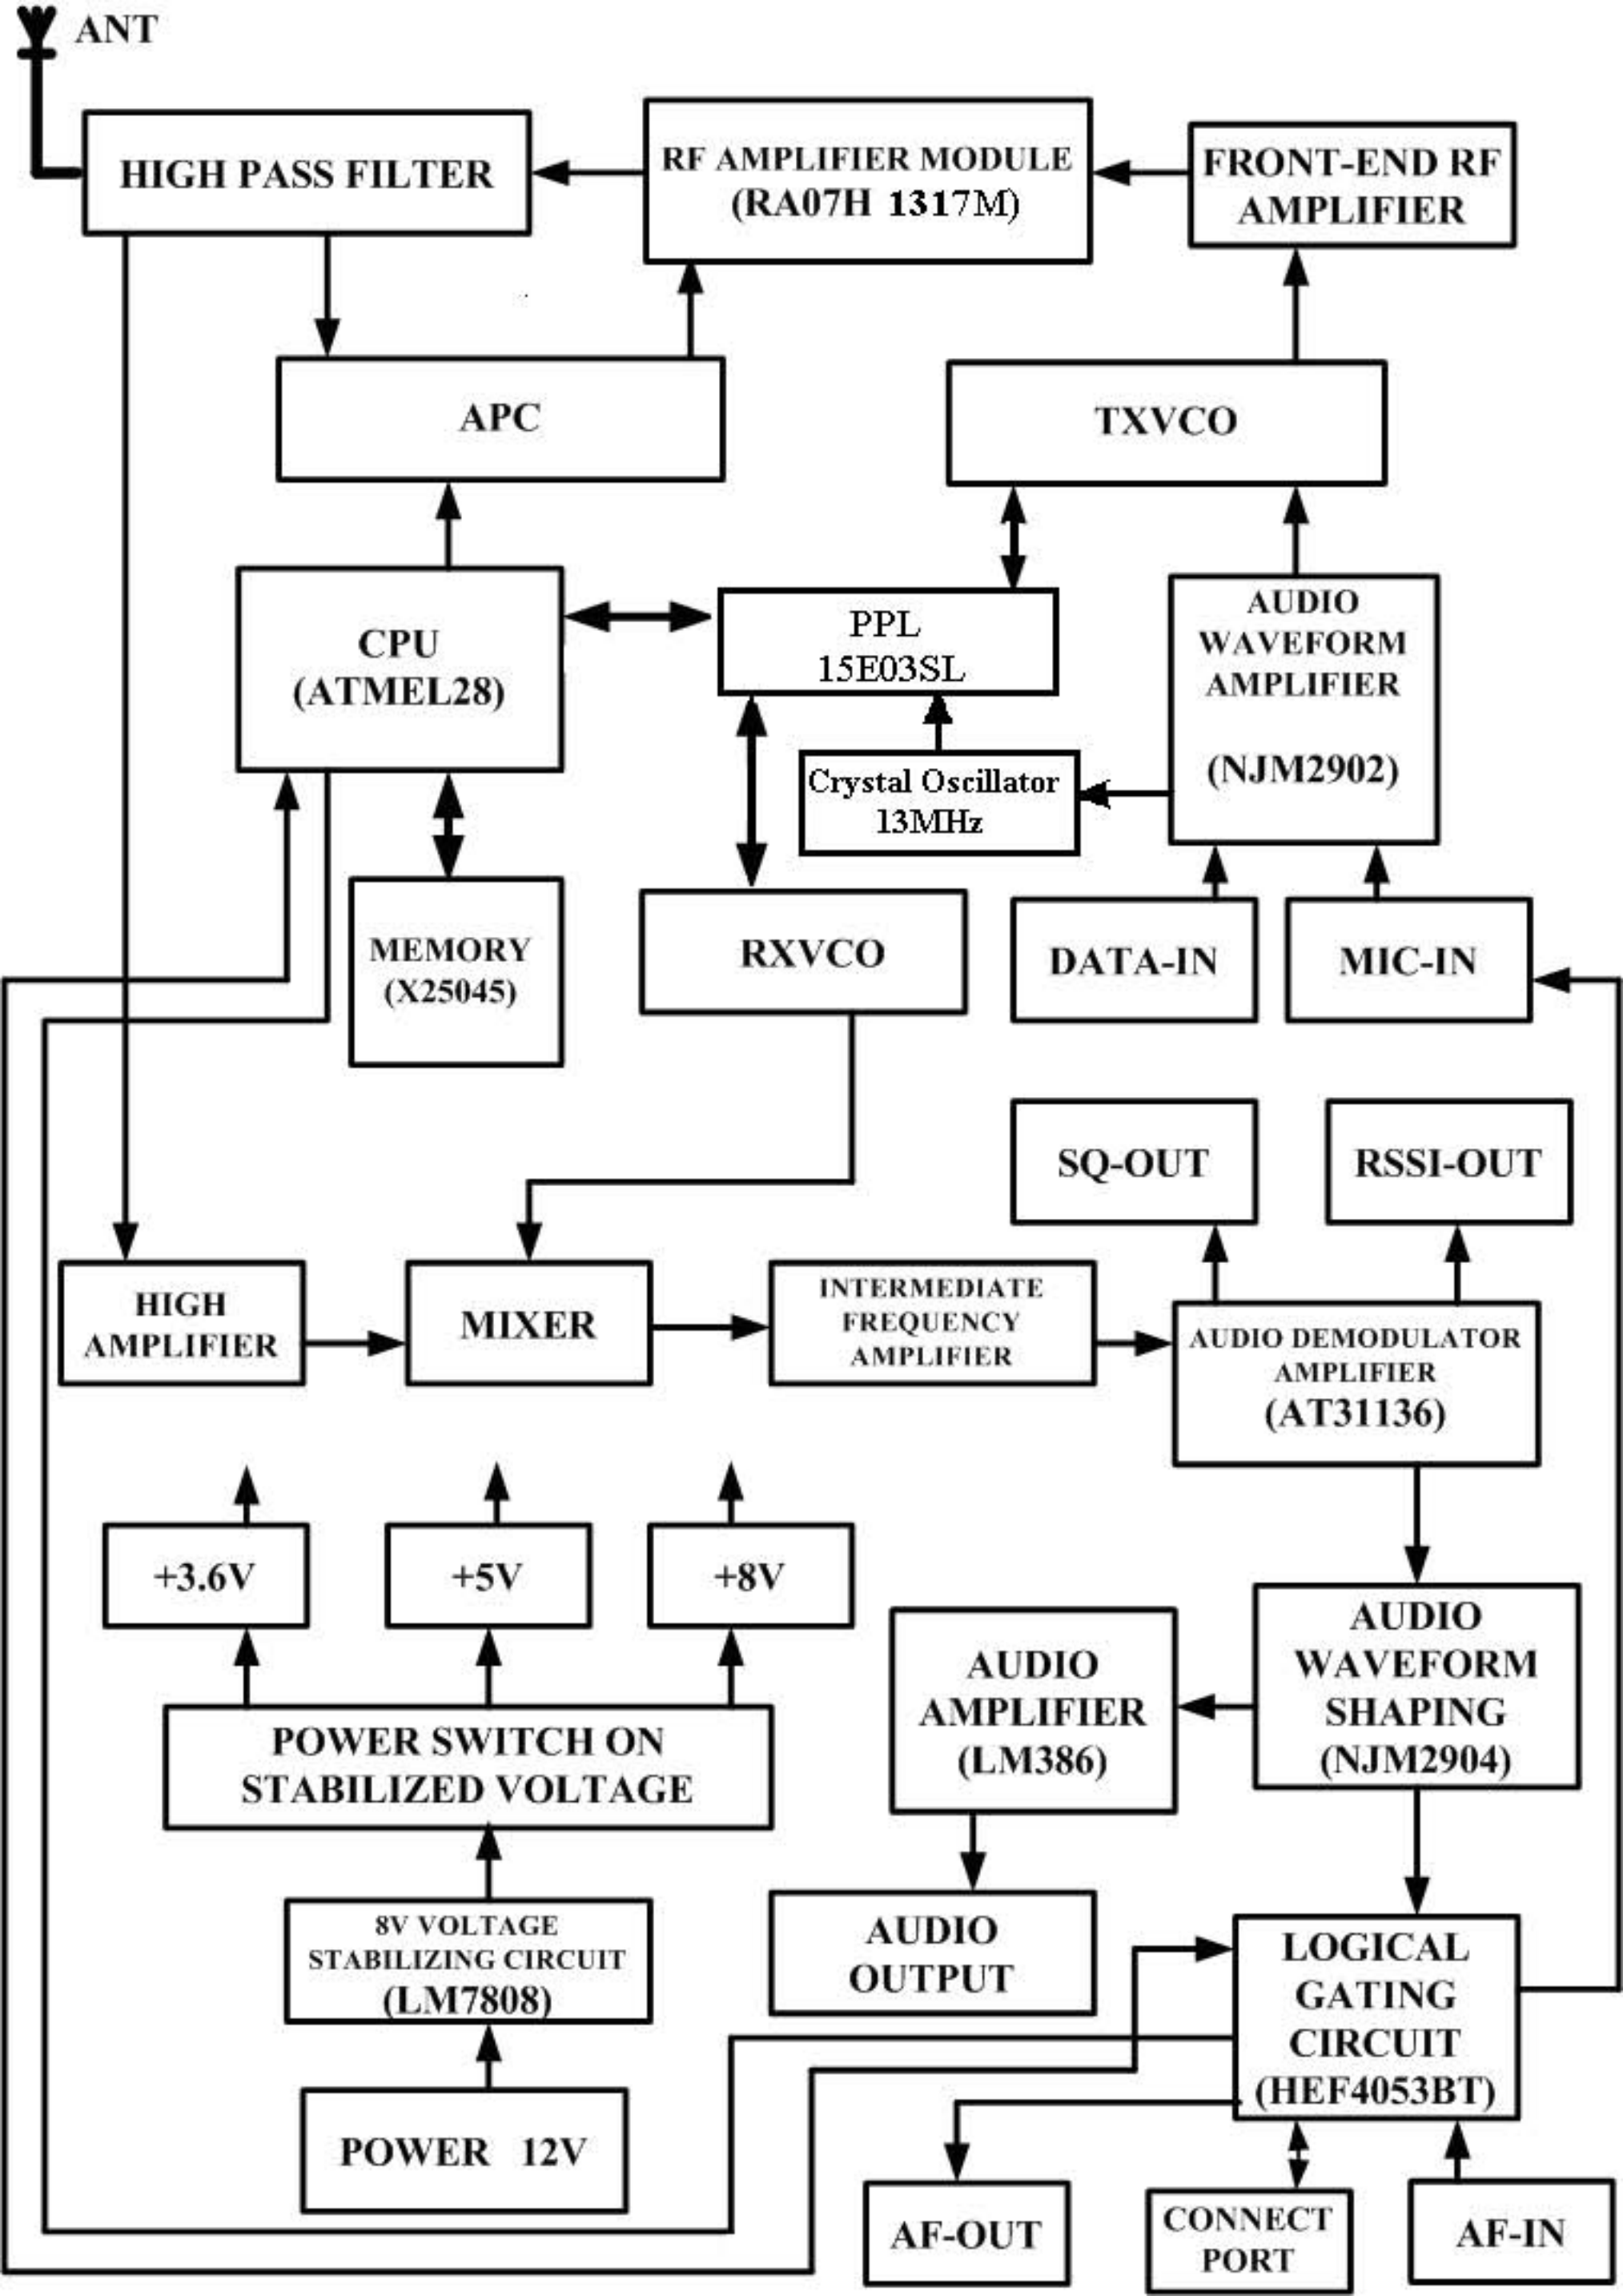 ANT
HIGH PASS FILTER
RF AMPLIFIER MODULE
(RA07H 1317M)
FRONT-END RF
AMPLIFIER
APC
TXVCO
CPU
(ATMEL28)
PPL
15E03SL
AUDIO
WAVEFORM
AMPLIFIER
(NJM2902)
Crystal Oscillator
13MHz
MEMORY
(X25045)
RXVCO
DATA-IN
MIC-IN
SQ-OUT
RSSI-OUT
HIGH
AMPLIFIER
MIXER
INTERMEDIATE
FREQUENCY
AMPLIFIER
AUDIO DEMODULATOR
AMPLIFIER
(AT31136)
+3.6V
+5V
+8V
AUDIO
AMPLIFIER
(LM386)
AUDIO
WAVEFORM
SHAPING
(NJM2904)
POWER SWITCH ON
STABILIZED VOLTAGE
8V VOLTAGE
STABILIZING CIRCUIT
(LM7808)
AUDIO
OUTPUT
LOGICAL
GATING
CIRCUIT
(HEF4053BT)
POWER 12V
AF-OUT
CONNECT
PORT
AF-IN